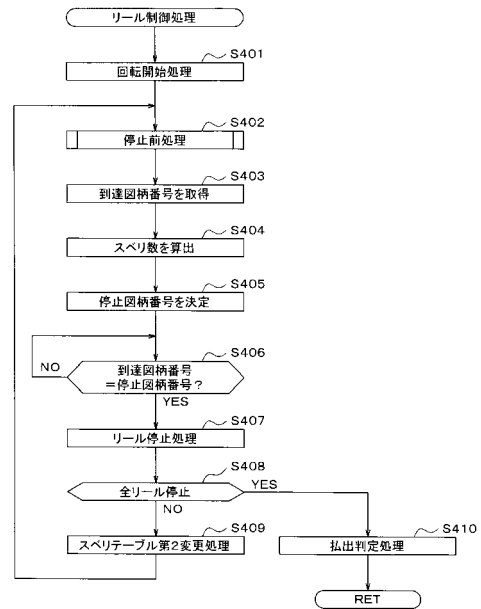 リール制御処理
S401
回転開始処理
S402
停止前処理
S403
到達図柄番号を取得
S404
スベリ数を算出
S405
停止図柄番号を決定
S406
到達図柄番号
=停止図柄番号?
NO
YES
S407
リール停止処理
S408
全リール停止
YES
NO
S409
スベリテーブル第2変更処理
S410
払出判定処理
RET